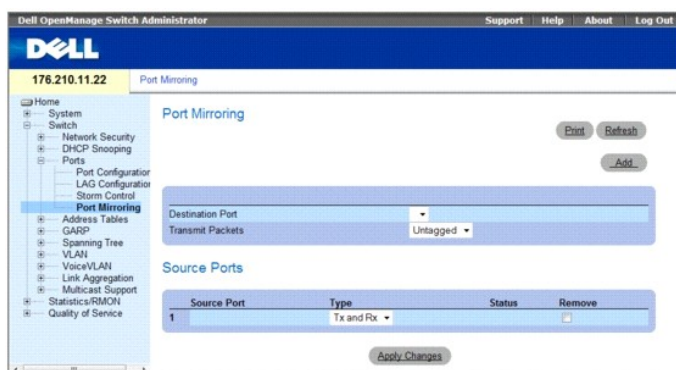 Dell OpenManage Switch Administrator
Support Help About Log Out
DELL
176.210.11.22
Port Mirroring
Home
System
Switch
Network Security
DHCP Snooping
Ports
Port Configuration
LAG Configuration
Storm Control
Port Mirroring
Address Tables
GARP
Spanning Tree
VLAN
VoiceVLAN
Link Aggregation
Multicast Support
Statistics/RMON
Quality of Service
Port Mirroring
Print Refresh
Add
Destination Port
Transmit Packets Untagged
Source Ports
Source Port Type Status Remove
1 Tx and Rx
Apply Changes